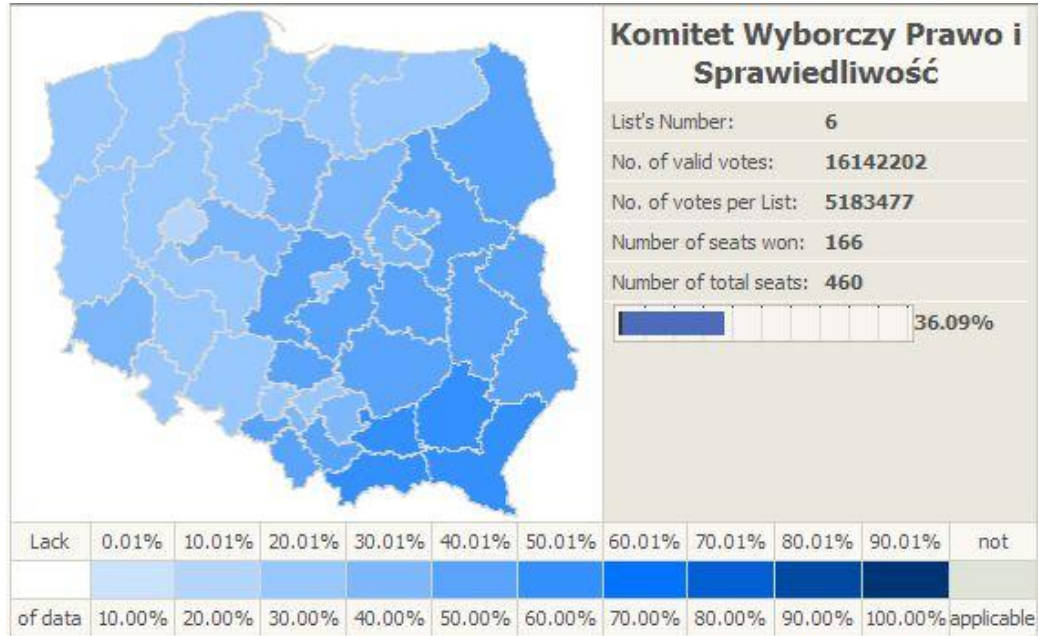 Komitet Wyborczy Prawo i
Sprawiedliwość
List's Number: 6
No. of valid votes: 16142202
No. of votes per List: 5183477
Number of seats won: 166
Number of total seats: 460
36.09%
Lack 0.01% 10.01% 20.01% 30.01% 40.01% 50.01% 60.01% 70.01% 80.01% 90.01% not
of data 10.00% 20.00% 30.00% 40.00% 50.00% 60.00% 70.00% 80.00% 90.00% 100.00% applicable